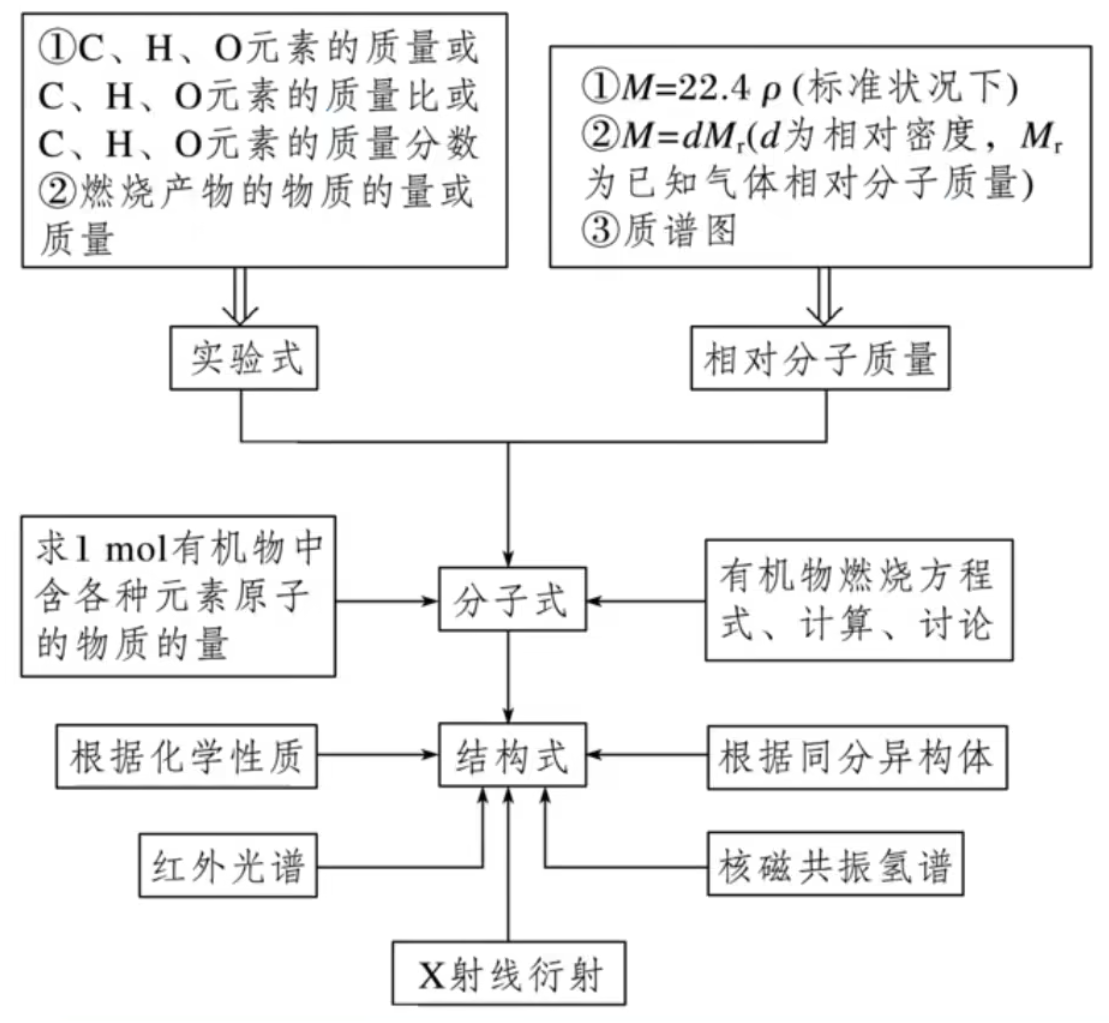 ①C、H、O元素的质量或
C、H、O元素的质量比或
C、H、O元素的质量分数
②燃烧产物的物质的量或
质量
①M=22.4 ρ (标准状况下)
②M=dMr(d为相对密度，Mr
为已知气体相对分子质量)
③质谱图
实验式
相对分子质量
求1 mol有机物中
含各种元素原子
的物质的量
分子式
有机物燃烧方程
式、计算、讨论
根据化学性质
结构式
根据同分异构体
红外光谱
核磁共振氢谱
X射线衍射